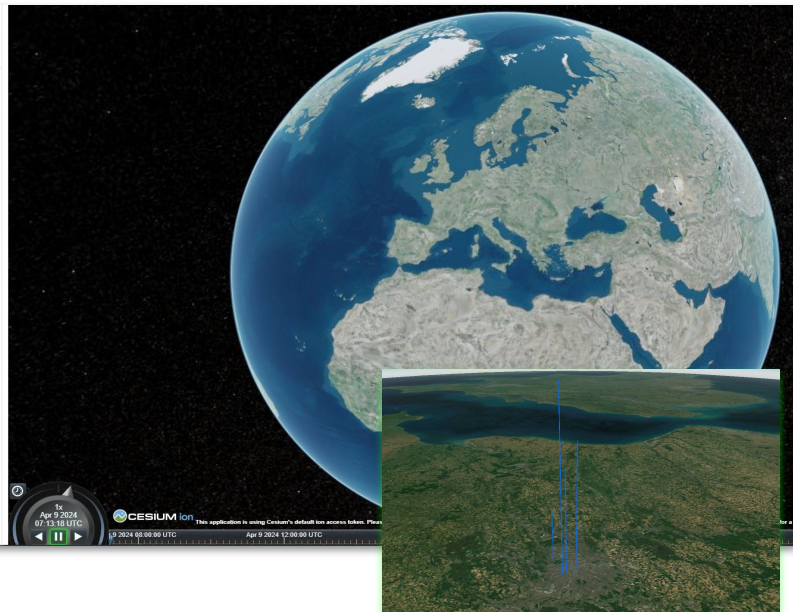 1x
Apr 9 2024
07:13:18 UTC
CESIUM ion
This application is using Cesium's default ion access token. Pleas
for a
9 2024 08:00:00 UTC
Apr 9 2024 12:00:00 UTC